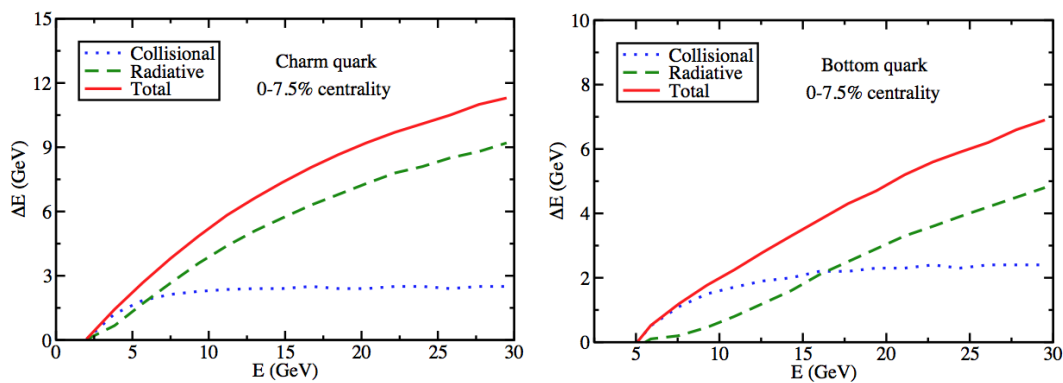 15
12
9
6
3
0
ΔE (GeV)
Collisional
Radiative
Total
Charm quark
0-7.5% centrality
0 5 10 15 20 25 30
E (GeV)
10
8
6
4
2
0
ΔE (GeV)
Collisional
Radiative
Total
Bottom quark
0-7.5% centrality
5 10 15 20 25 30
E (GeV)